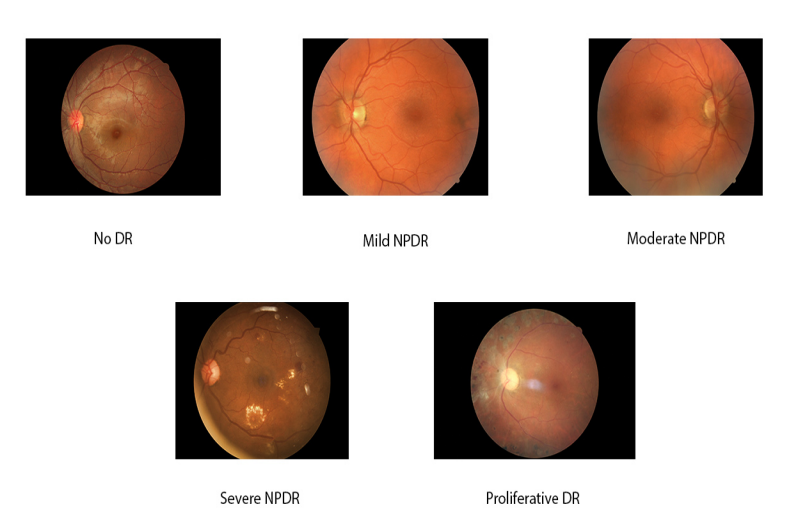 No DR
Mild NPDR
Moderate NPDR
Severe NPDR
Proliferative DR